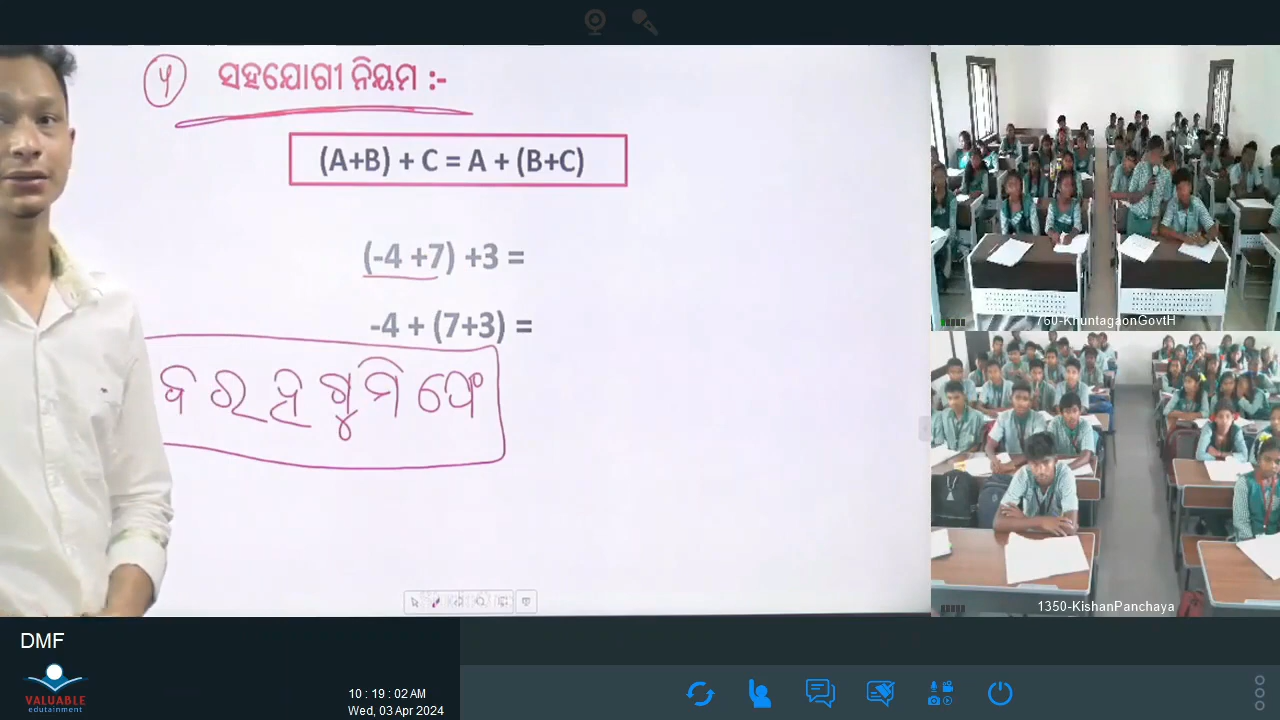 ୪ ସହଯୋଗୀ ନିୟମ :-
(A+B) + C = A + (B+C)
(-4 +7) +3 =
-4 + (7+3) =
760-KhuntagaonGovtH
1350-KishanPanchaya
DMF
VALUABLE
edutainment
10 : 19 : 02 AM
Wed, 03 Apr 2024